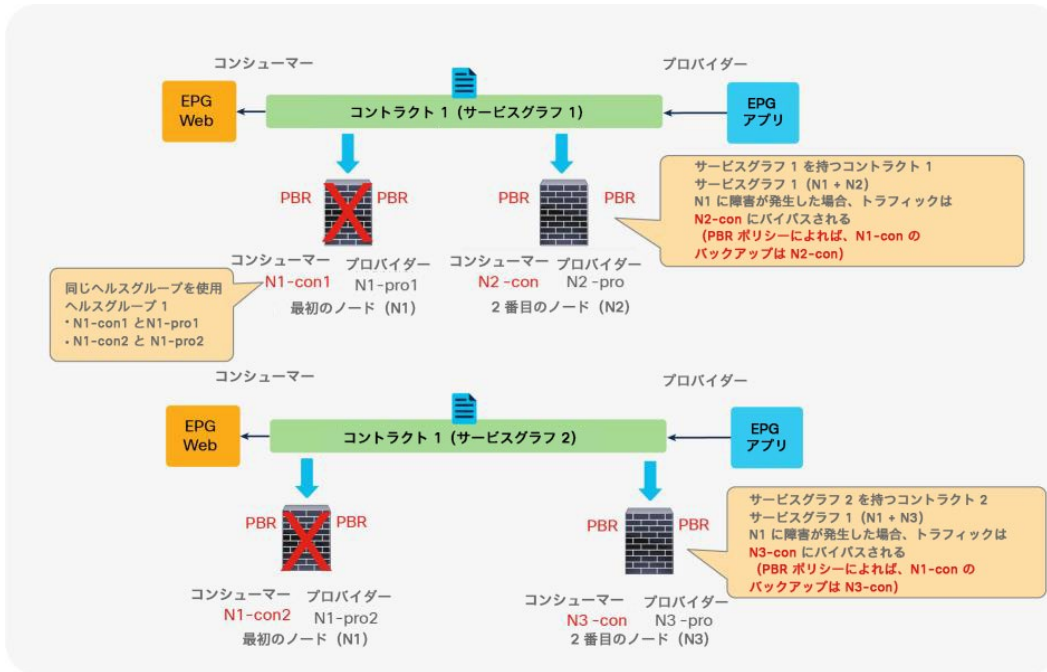 コンシューマー
プロバイダー
EPG
Web
コントラクト 1（サービスグラフ 1）
EPG
アプリ
PBR
PBR
PBR
PBR
サービスグラフ 1 を持つコントラクト 1
サービスグラフ 1（N1 + N2）
N1 に障害が発生した場合、トラフィックは
N2-con にバイパスされる
（PBR ポリシーによれば、N1-con の
バックアップは N2-con）
コンシューマー プロバイダー
N1-con1 N1-pro1
最初のノード（N1）
コンシューマー プロバイダー
N2-con N2-pro
2 番目のノード（N2）
同じヘルスグループを使用
ヘルスグループ 1
・N1-con1 とN1-pro1
・N1-con2 と N1-pro2
コンシューマー
プロバイダー
EPG
Web
コントラクト 1（サービスグラフ 2）
EPG
アプリ
PBR
PBR
PBR
PBR
サービスグラフ 2 を持つコントラクト 2
サービスグラフ 1（N1 + N3）
N1 に障害が発生した場合、トラフィックは
N3-con にバイパスされる
（PBR ポリシーによれば、N1-con の
バックアップは N3-con）
コンシューマー プロバイダー
N1-con2 N1-pro2
最初のノード（N1）
コンシューマー プロバイダー
N3-con N3-pro
2 番目のノード（N3）